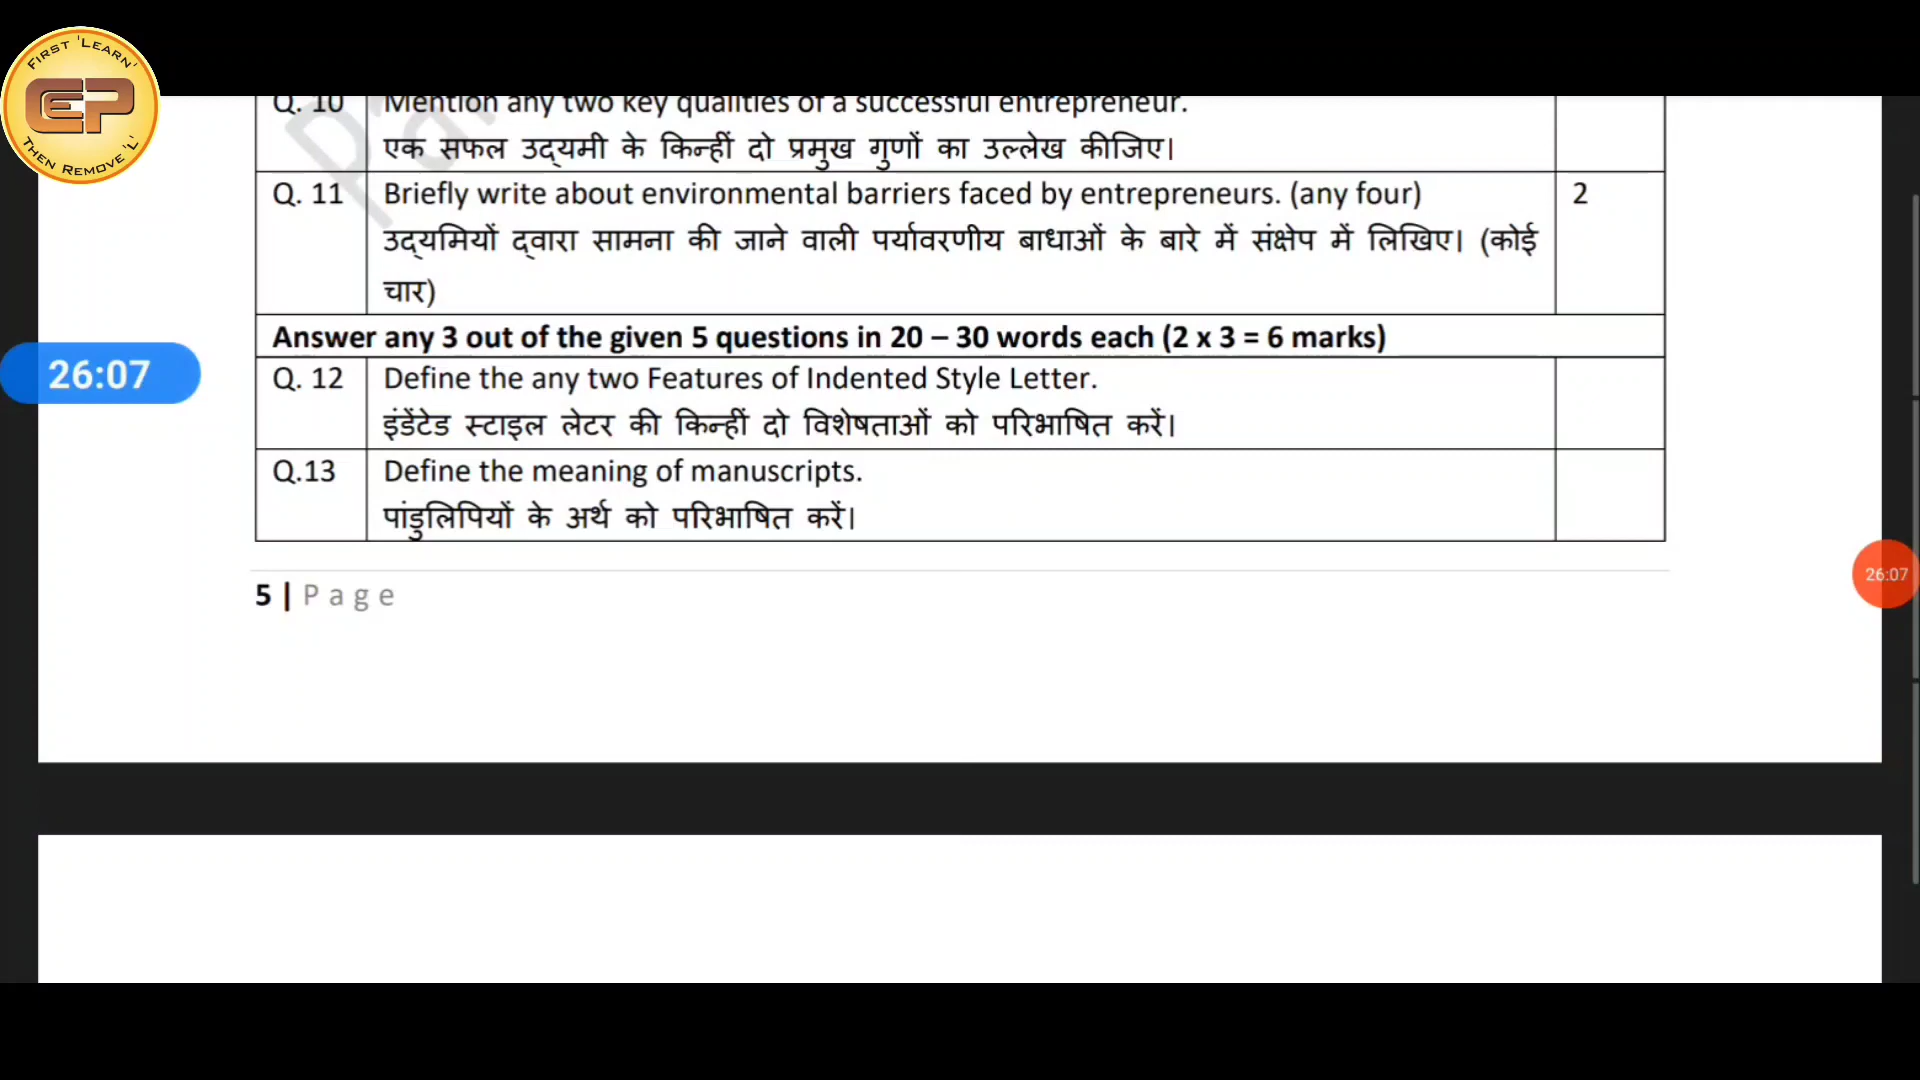 FIRST 'LEARN'
EP
THEN REMOVE 'L'
Q. 10 Mention any two key qualities of a successful entrepreneur.
एक सफल उद्यमी के किन्हीं दो प्रमुख गुणों का उल्लेख कीजिए।
Q. 11 Briefly write about environmental barriers faced by entrepreneurs. (any four) 2
उद्यमियों द्वारा सामना की जाने वाली पर्यावरणीय बाधाओं के बारे में संक्षेप में लिखिए। (कोई
चार)
Answer any 3 out of the given 5 questions in 20 – 30 words each (2 x 3 = 6 marks)
26:07
Q. 12 Define the any two Features of Indented Style Letter.
इंडेंटेड स्टाइल लेटर की किन्हीं दो विशेषताओं को परिभाषित करें।
Q.13 Define the meaning of manuscripts.
पांडुलिपियों के अर्थ को परिभाषित करें।
26:07
5 | Page